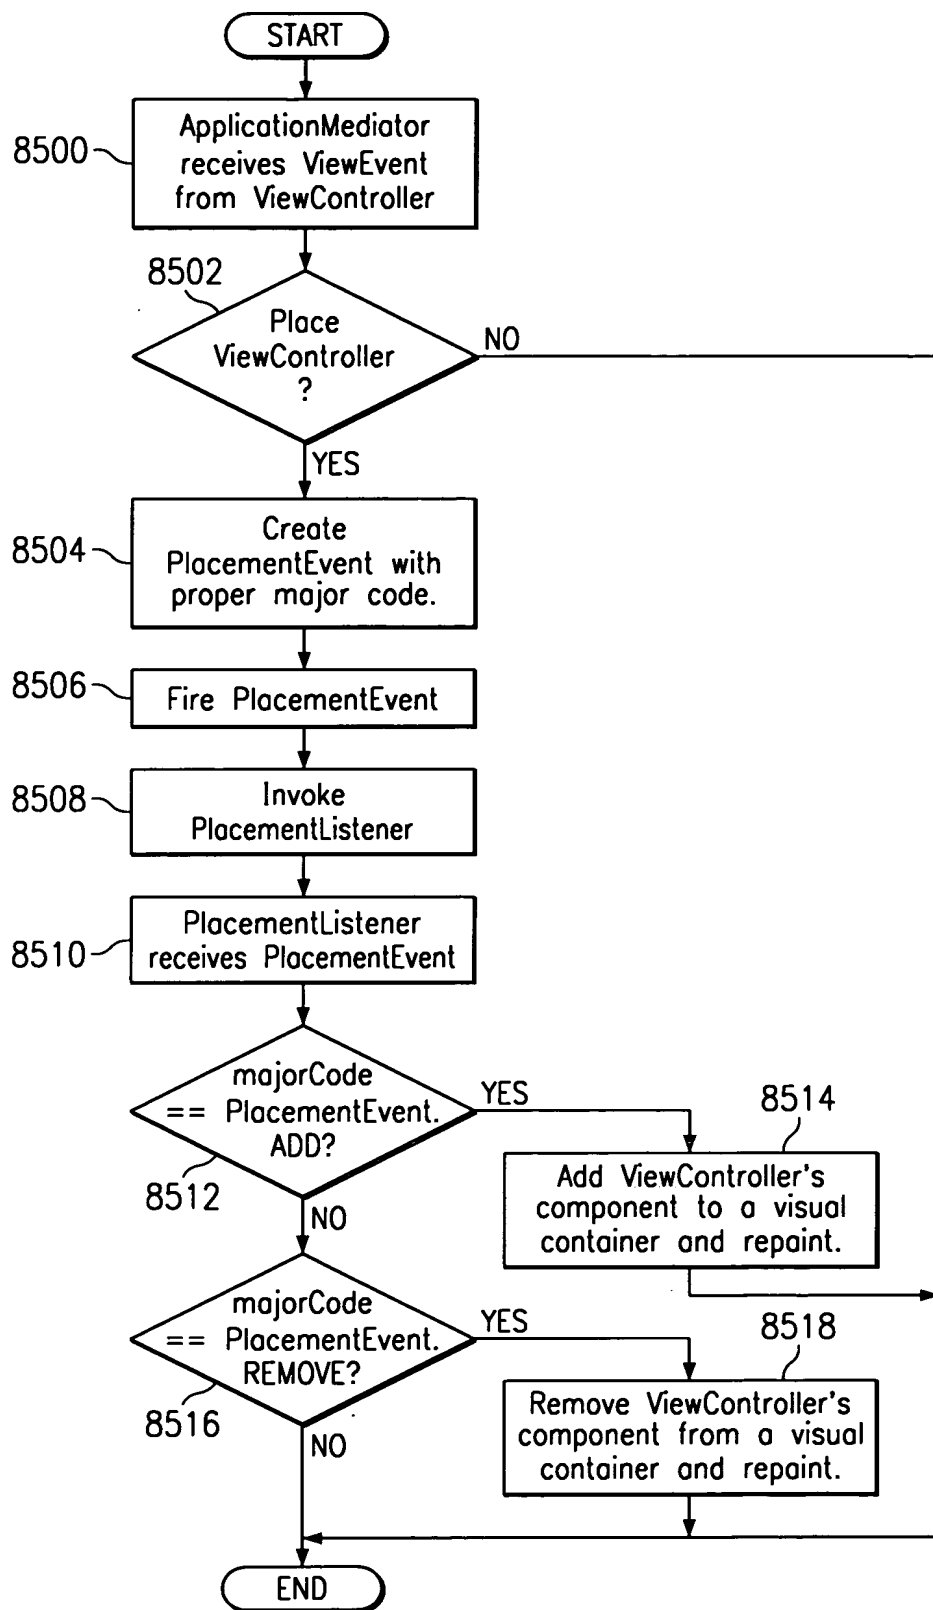 START
8500
ApplicationMediator
receives ViewEvent
from ViewController
8502
Place
ViewController
?
NO
YES
8504
Create
PlacementEvent with
proper major code.
8506
Fire PlacementEvent
8508
Invoke
PlacementListener
8510
PlacementListener
receives PlacementEvent
majorCode
== PlacementEvent.
ADD?
8512
YES
NO
8514
Add ViewController's
component to a visual
container and repaint.
majorCode
== PlacementEvent.
REMOVE?
8516
YES
NO
8518
Remove ViewController's
component from a visual
container and repaint.
END